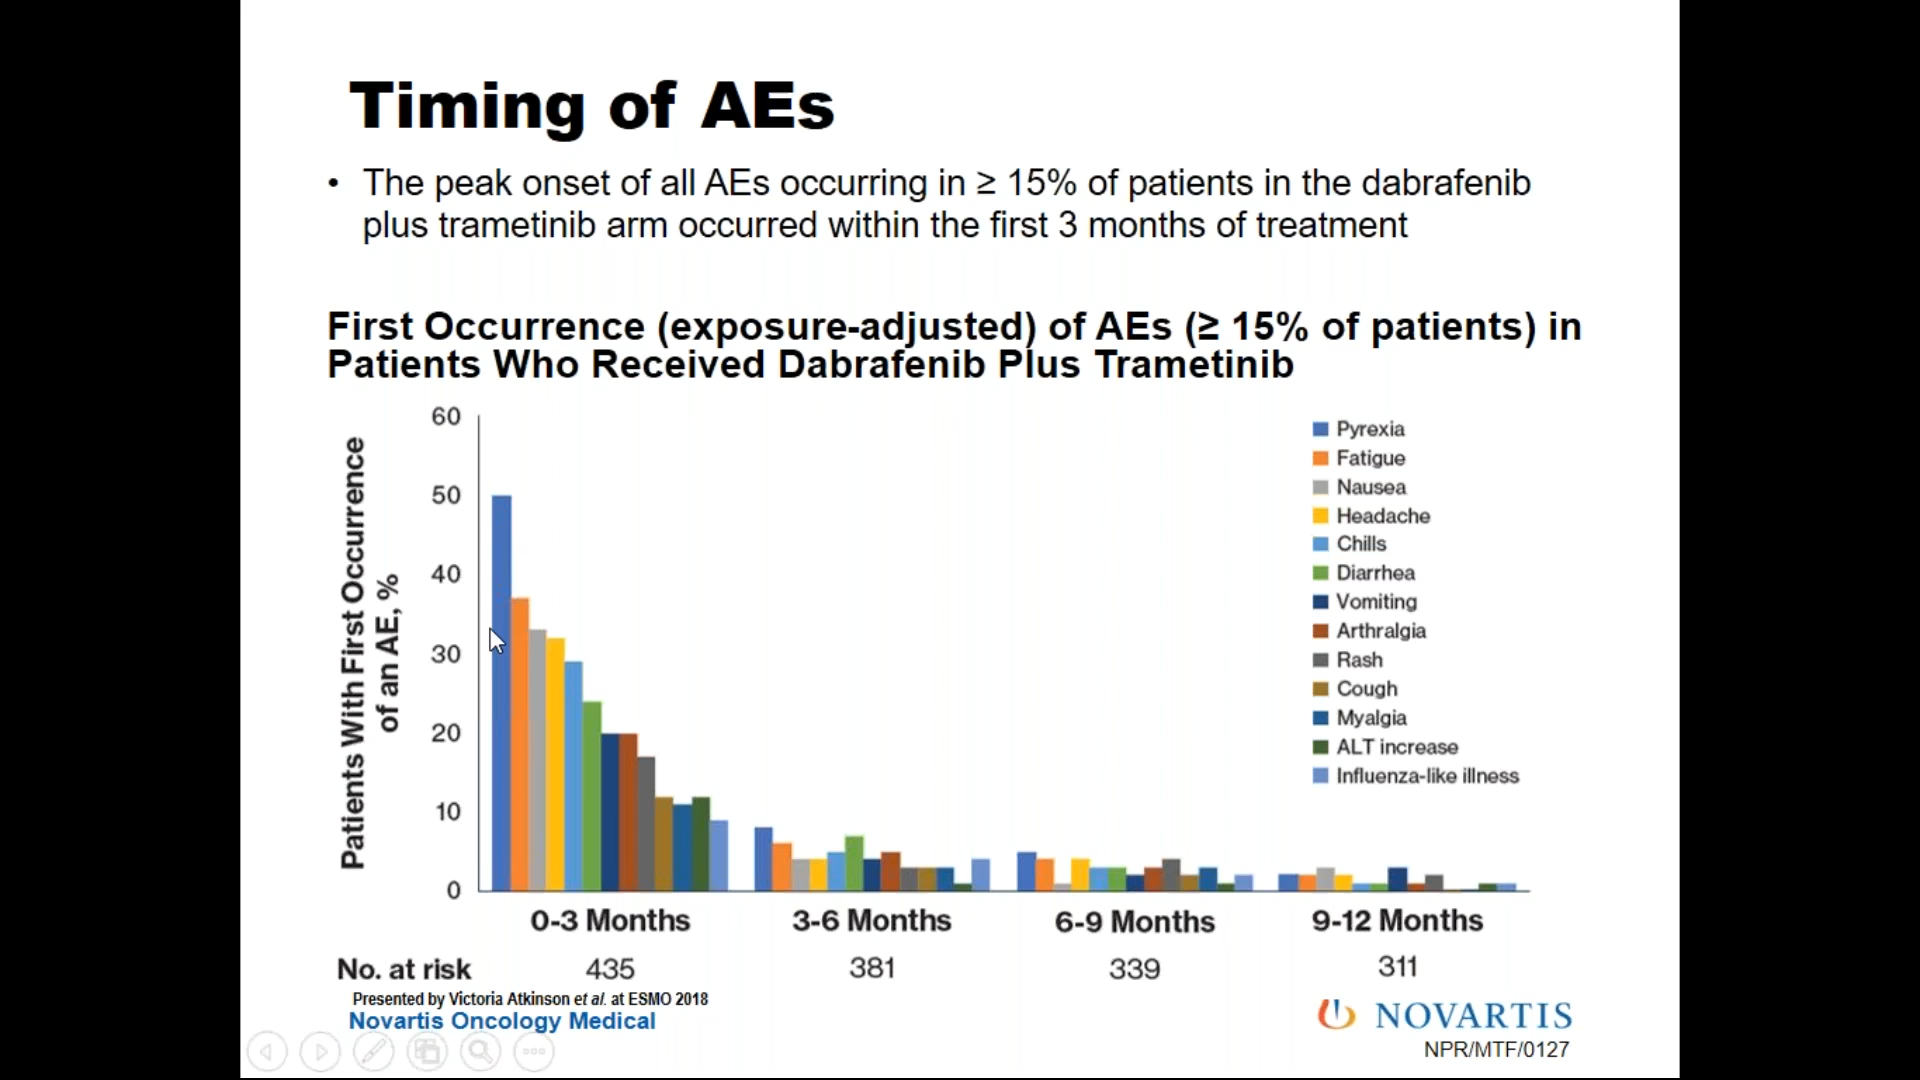 Timing of AEs
• The peak onset of all AEs occurring in ≥ 15% of patients in the dabrafenib
plus trametinib arm occurred within the first 3 months of treatment
First Occurrence (exposure-adjusted) of AEs (≥ 15% of patients) in
Patients Who Received Dabrafenib Plus Trametinib
Patients With First Occurrence
of an AE, %
60
50
40
30
20
10
0
Pyrexia
Fatigue
Nausea
Headache
Chills
Diarrhea
Vomiting
Arthralgia
Rash
Cough
Myalgia
ALT increase
Influenza-like illness
0-3 Months 3-6 Months 6-9 Months 9-12 Months
No. at risk 435 381 339 311
Presented by Victoria Atkinson et al. at ESMO 2018
Novartis Oncology Medical
NOVARTIS
NPR/MTF/0127